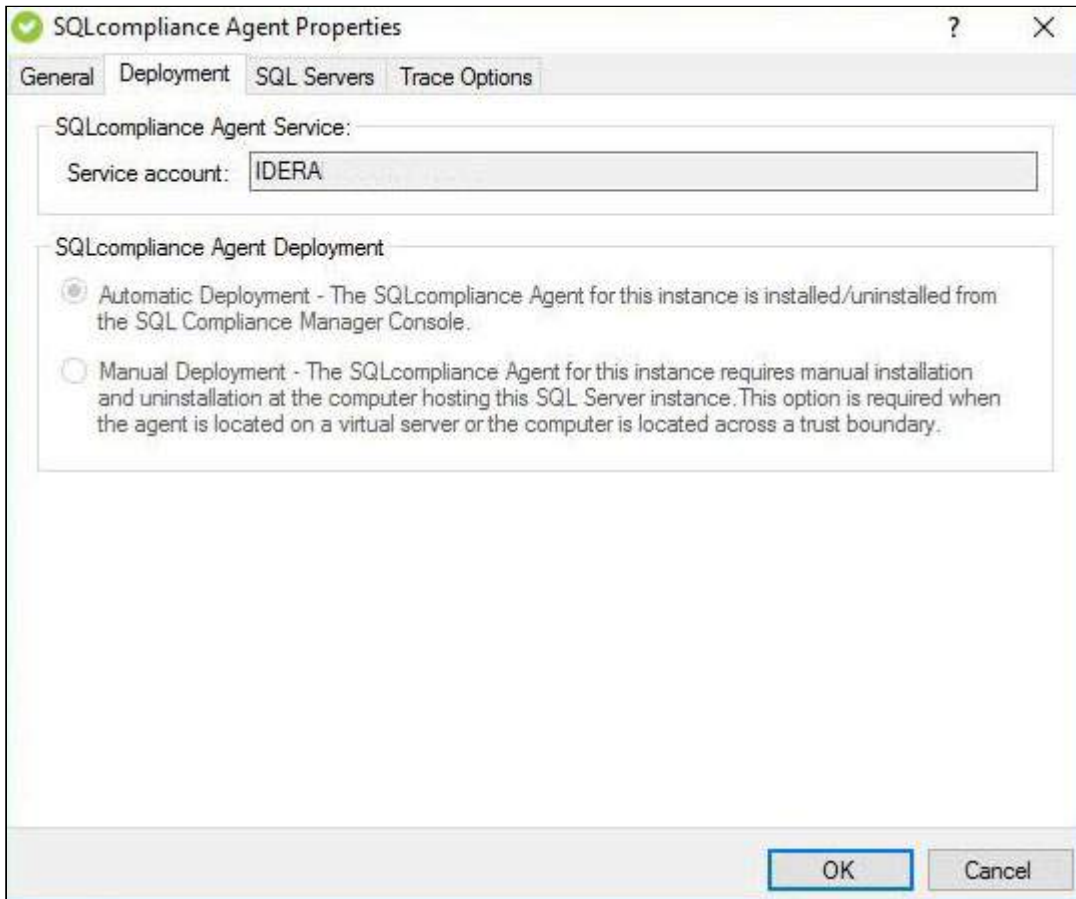 SQLcompliance Agent Properties
?
General
Deployment
SQL Servers
Trace Options
SQLcompliance Agent Service:
Service account:
IDERA
SQLcompliance Agent Deployment
Automatic Deployment - The SQLcompliance Agent for this instance is installed/uninstalled from
the SQL Compliance Manager Console.
Manual Deployment - The SQLcompliance Agent for this instance requires manual installation
and uninstallation at the computer hosting this SQL Server instance.This option is required when
the agent is located on a virtual server or the computer is located across a trust boundary.
OK
Cancel